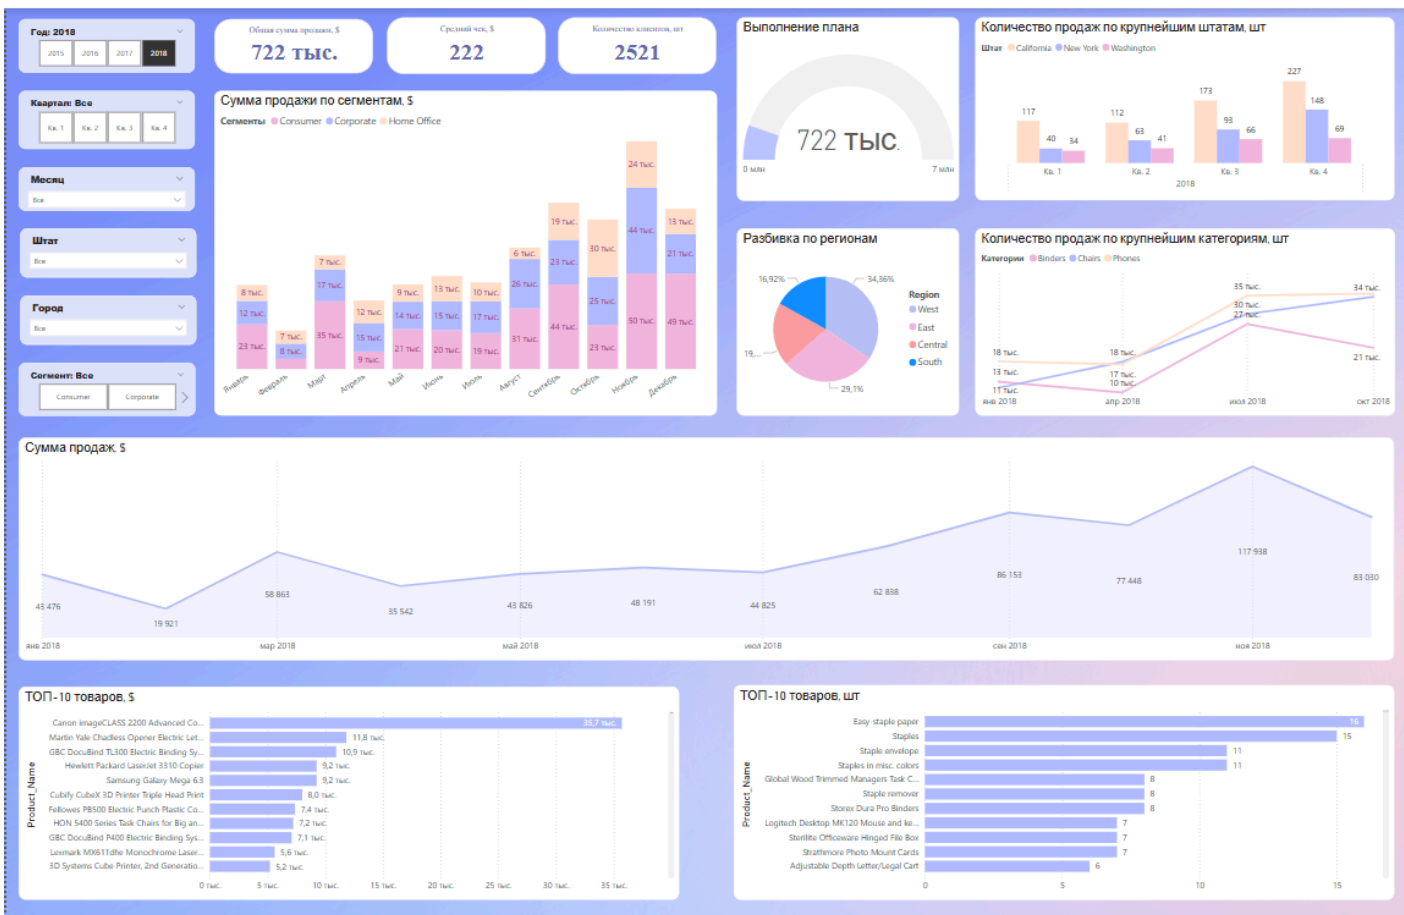 Год: 2018
2015 2016 2017 2018
Квартал: Все
Кв. 1 Кв. 2 Кв. 3 Кв. 4
Месяц
Все
Штат
Все
Город
Все
Сегмент: Все
Consumer Corporate
Общая сумма продажи, $
722 тыс.
Средний чек, $
222
Количество клиентов, шт
2521
Сумма продажи по сегментам, $
Сегменты Consumer Corporate Home Office
8 тыс. 12 тыс. 23 тыс.
7 тыс. 8 тыс.
7 тыс. 17 тыс. 35 тыс.
12 тыс. 15 тыс. 9 тыс.
9 тыс. 14 тыс. 21 тыс.
13 тыс. 15 тыс. 20 тыс.
10 тыс. 17 тыс. 19 тыс.
6 тыс. 26 тыс. 31 тыс.
19 тыс. 23 тыс. 44 тыс.
30 тыс. 25 тыс. 23 тыс.
24 тыс. 44 тыс. 50 тыс.
13 тыс. 21 тыс. 49 тыс.
Январь Февраль Март Апрель Май Июнь Июль Август Сентябрь Октябрь Ноябрь Декабрь
Выполнение плана
722 тыс.
0 млн 7 млн
Количество продаж по крупнейшим штатам, шт
Штат California New York Washington
117 40 34
112 63 41
173 93 66
227 148 69
Кв. 1 Кв. 2 Кв. 3 Кв. 4
2018
Разбивка по регионам
16,92% 34,36%
19,...
29,1%
Region
West
East
Central
South
Количество продаж по крупнейшим категориям, шт
Категории Binders Chairs Phones
18 тыс. 13 тыс. 11 тыс.
18 тыс. 17 тыс. 10 тыс.
35 тыс. 30 тыс. 27 тыс.
34 тыс. 21 тыс.
янв 2018 апр 2018 июл 2018 окт 2018
Сумма продаж, $
43 476 19 921 58 863 35 542 43 826 48 191 44 825 62 838 86 153 77 448 117 938 83 030
янв 2018 мар 2018 май 2018 июл 2018 сен 2018 ноя 2018
ТОП-10 товаров, $
Product_Name
Canon imageCLASS 2200 Advanced Co... 35,7 тыс.
Martin Yale Chadless Opener Electric Let... 11,8 тыс.
GBC DocuBind TL300 Electric Binding Sy... 10,9 тыс.
Hewlett Packard LaserJet 3310 Copier 9,2 тыс.
Samsung Galaxy Mega 6.3 9,2 тыс.
Cubify CubeX 3D Printer Triple Head Print 8,0 тыс.
Fellowes PB500 Electric Punch Plastic Co... 7,4 тыс.
HON 5400 Series Task Chairs for Big an... 7,2 тыс.
GBC DocuBind P400 Electric Binding Sys... 7,1 тыс.
Lexmark MX611dhe Monochrome Laser... 5,6 тыс.
3D Systems Cube Printer, 2nd Generatio... 5,2 тыс.
0 тыс. 5 тыс. 10 тыс. 15 тыс. 20 тыс. 25 тыс. 30 тыс. 35 тыс.
ТОП-10 товаров, шт
Product_Name
Easy-staple paper 16
Staples 15
Staple envelope 11
Staples in misc. colors 11
Global Wood Trimmed Managers Task C... 8
Staple remover 8
Storex Dura Pro Binders 8
Logitech Desktop MK120 Mouse and ke... 7
Sterilite Officeware Hinged File Box 7
Strathmore Photo Mount Cards 7
Adjustable Depth Letter/Legal Cart 6
0 5 10 15